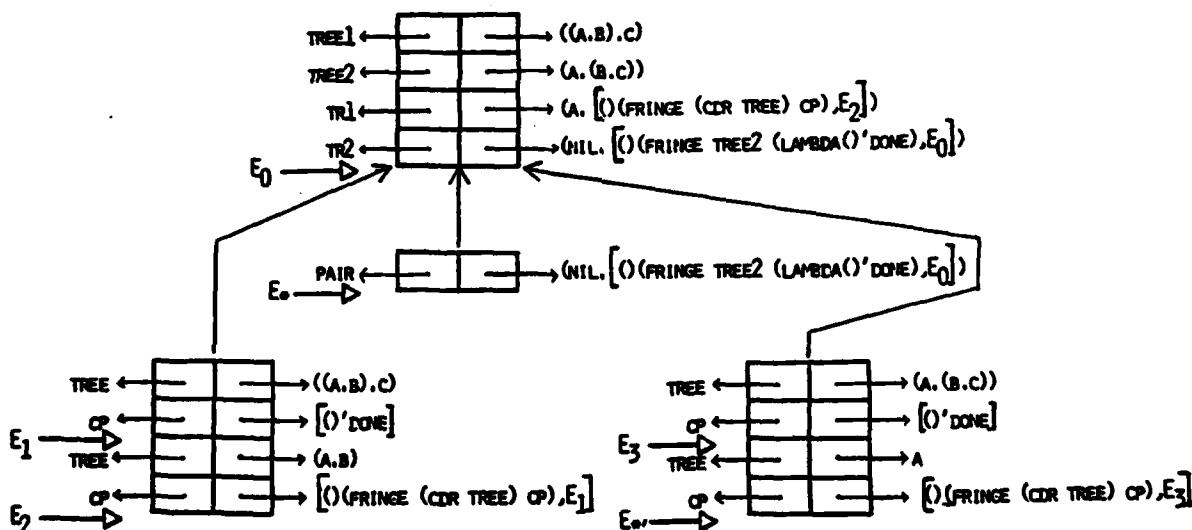 TREE1 ((A.B).C)
TREE2 (A.(B.C))
TR1 (A.[()(FRINGE (CDR TREE) CP),E2])
TR2 (NIL.[()(FRINGE TREE2 (LAMBDA()'DONE),E0])
E0
PAIR (NIL.[()(FRINGE TREE2 (LAMBDA()'DONE),E0])
E*
TREE ((A.B).C)
CP [()'DONE]
E1
TREE (A.B)
CP [()(FRINGE (CDR TREE) CP),E1]
E2
TREE (A.(B.C))
CP [()'DONE]
E3
TREE A
CP [()(FRINGE (CDR TREE) CP),E3]
E*'